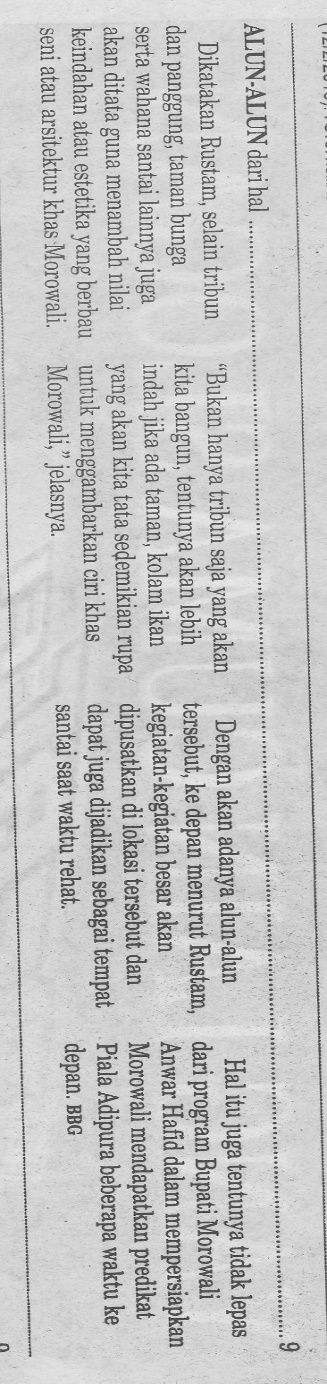 ALUN-ALUN dari hal ........ 9
Dikatakan Rustam, selain tribun
dan panggung, taman bunga
serta wahana santai lainnya juga
akan ditata guna menambah nilai
keindahan atau estetika yang berbau
seni atau arsitektur khas Morowali.
“Bukan hanya tribun saja yang akan
kita bangun, tentunya akan lebih
indah jika ada taman, kolam ikan
yang akan kita tata sedemikian rupa
untuk menggambarkan ciri khas
Morowali,” jelasnya.
Dengan akan adanya alun-alun
tersebut, ke depan menurut Rustam,
kegiatan-kegiatan besar akan
dipusatkan di lokasi tersebut dan
dapat juga dijadikan sebagai tempat
santai saat waktu rehat.
Hal itu juga tentunya tidak lepas
dari program Bupati Morowali
Anwar Hafid dalam mempersiapkan
Morowali mendapatkan predikat
Piala Adipura beberapa waktu ke
depan. BBG